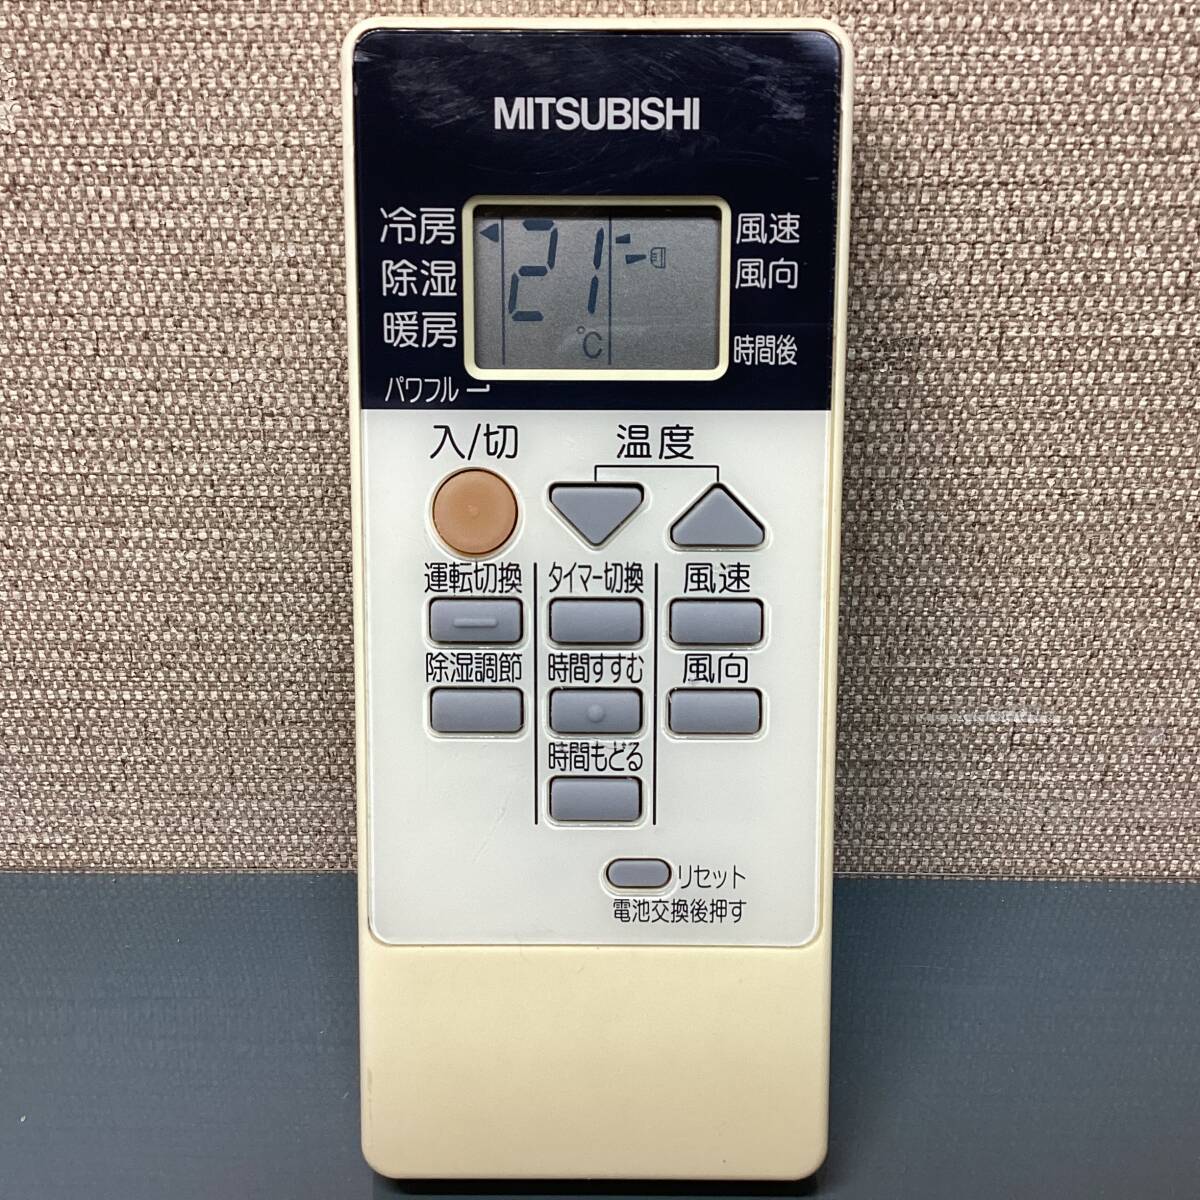 MITSUBISHI
冷房
除湿
暖房
パワフル
21
℃
風速
風向
時間後
入/切
温度
運転切換
タイマー切換
風速
除湿調節
時間すすむ
風向
時間もどる
リセット
電池交換後押す